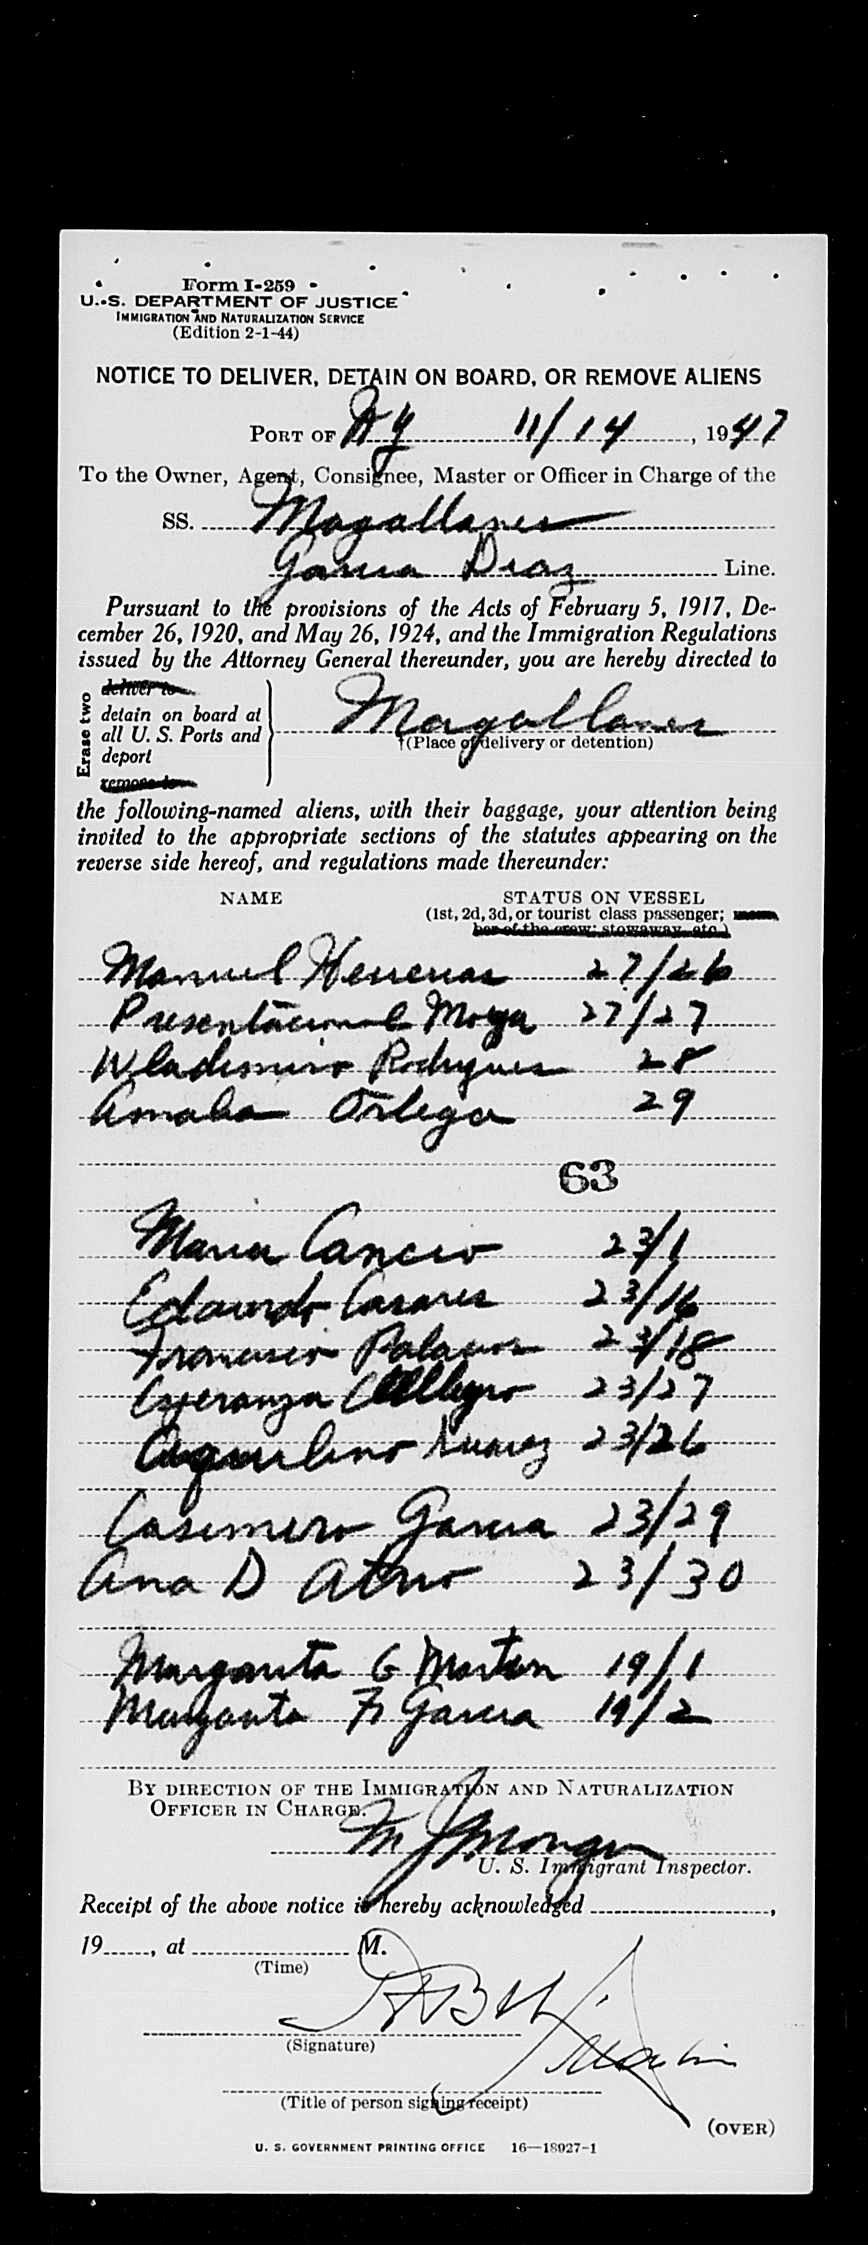 Form I-259
U. S. DEPARTMENT OF JUSTICE
IMMIGRATION AND NATURALIZATION SERVICE
(Edition 2-1-44)
NOTICE TO DELIVER, DETAIN ON BOARD, OR REMOVE ALIENS
PORT OF NY 11/14, 1947
To the Owner, Agent, Consignee, Master or Officer in Charge of the
SS. Magallanes
Garcia Diaz Line.
Pursuant to the provisions of the Acts of February 5, 1917, De-
cember 26, 1920, and May 26, 1924, and the Immigration Regulations
issued by the Attorney General thereunder, you are hereby directed to
Erase two
deliver to
detain on board at
all U. S. Ports and
deport
remove to
Magallanes
†(Place of delivery or detention)
the following-named aliens, with their baggage, your attention being
invited to the appropriate sections of the statutes appearing on the
reverse side hereof, and regulations made thereunder:
NAME STATUS ON VESSEL
(1st, 2d, 3d, or tourist class passenger; mem-
ber of the crew; stowaway, etc.)
Manuel Herreras 27/26
Presentacion Moya 27/27
Wladimiro Rodrigues 28
Amalia Ortega 29
63
Maria Cancio 23/1
Eduardo Casares 23/16
Francisco Palacios 23/18
Esperanza 23/27
Aquilino Suarez 23/26
Casimiro Garcia 23/29
Ana D 23/30
Margarita G Martin 19/1
Margarita F Garcia 19/2
BY DIRECTION OF THE IMMIGRATION AND NATURALIZATION
OFFICER IN CHARGE.
M J
U. S. Immigrant Inspector.
Receipt of the above notice is hereby acknowledged
19, at M.
(Time)
(Signature)
(Title of person signing receipt)
(OVER)
U. S. GOVERNMENT PRINTING OFFICE 16—18927-1